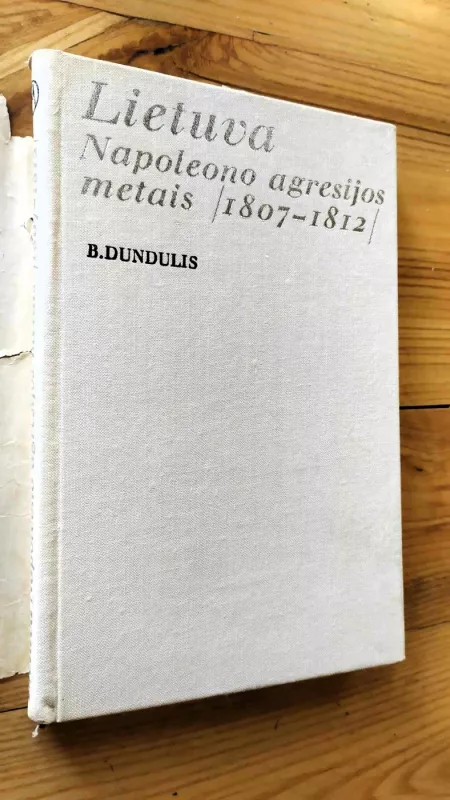 Lietuva
Napoleono agresijos
metais /1807–1812/
B.DUNDULIS